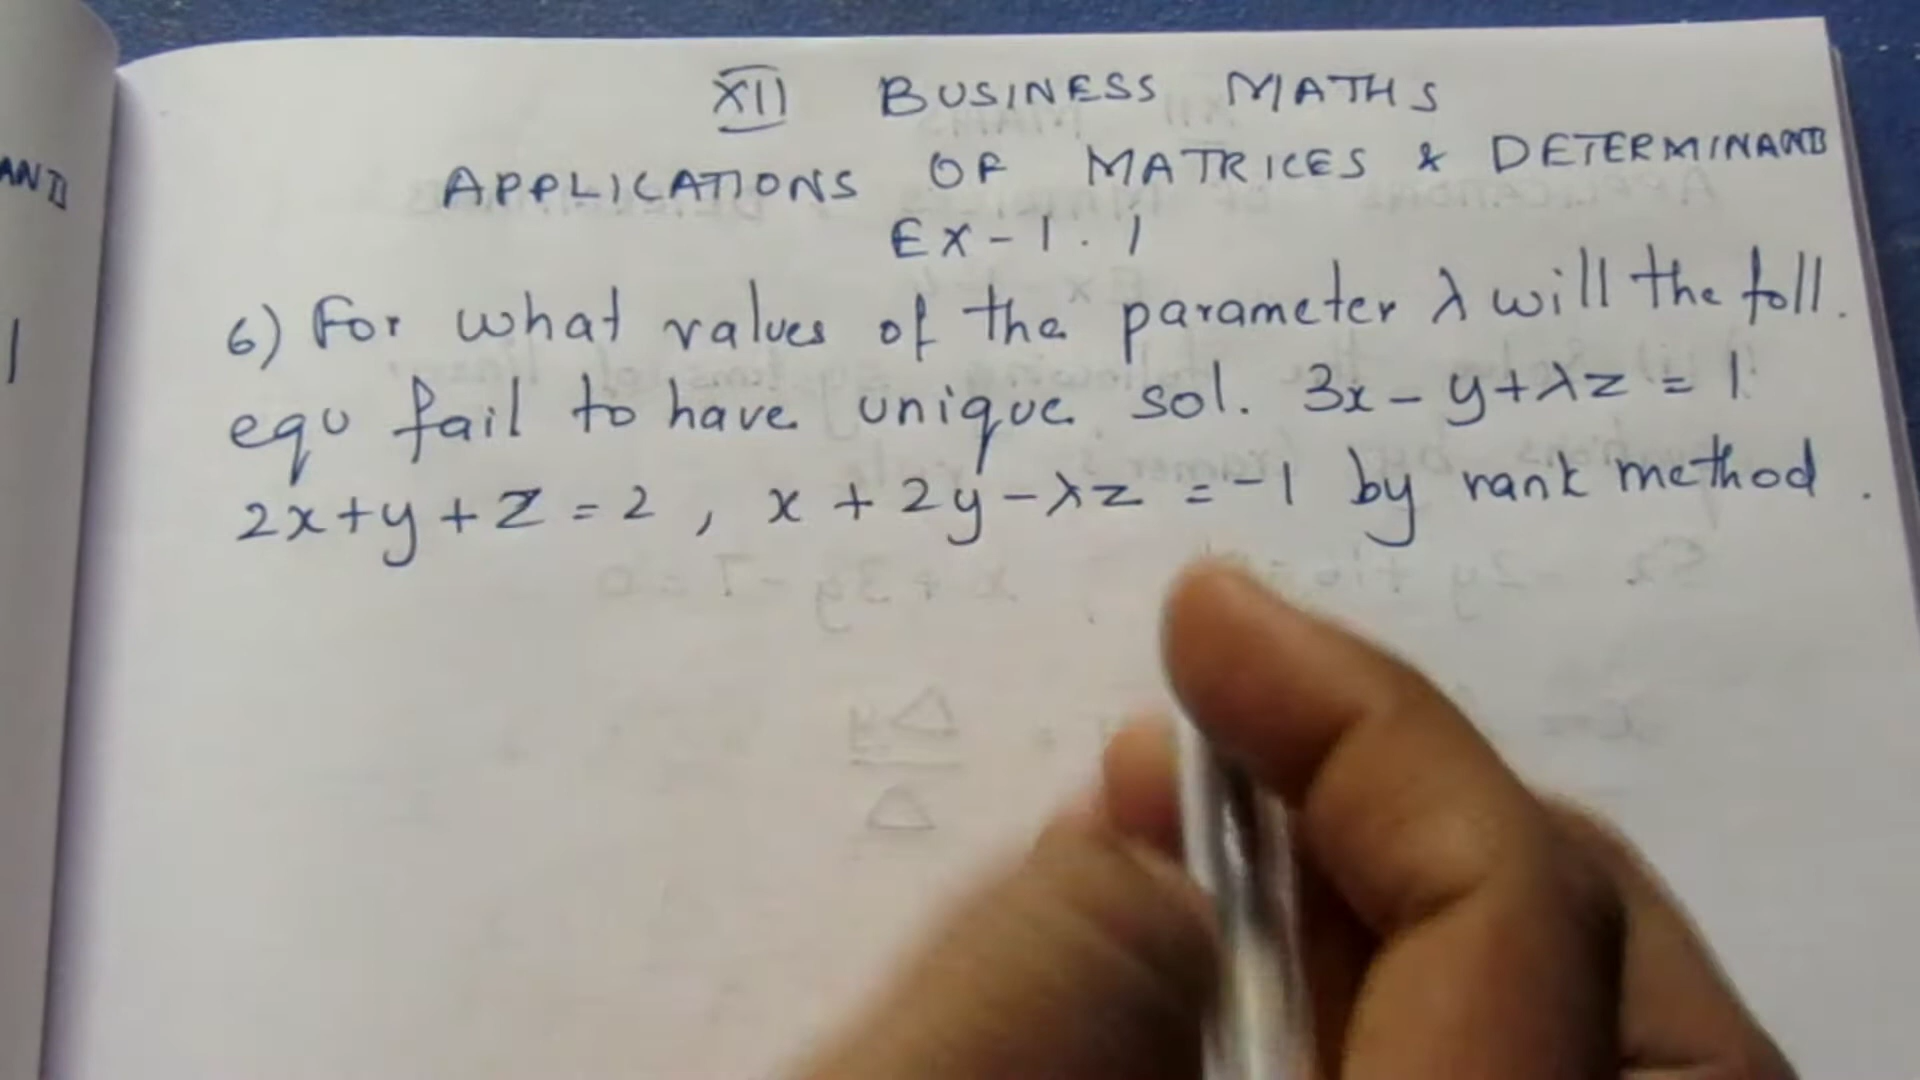 XII BUSINESS MATHS
APPLICATIONS OF MATRICES & DETERMINANTS
EX-1.1
6) For what values of the parameter λ will the foll.
equ fail to have unique sol. 3x - y + λz = 1
2x + y + z = 2, x + 2y - λz = -1 by rank method.